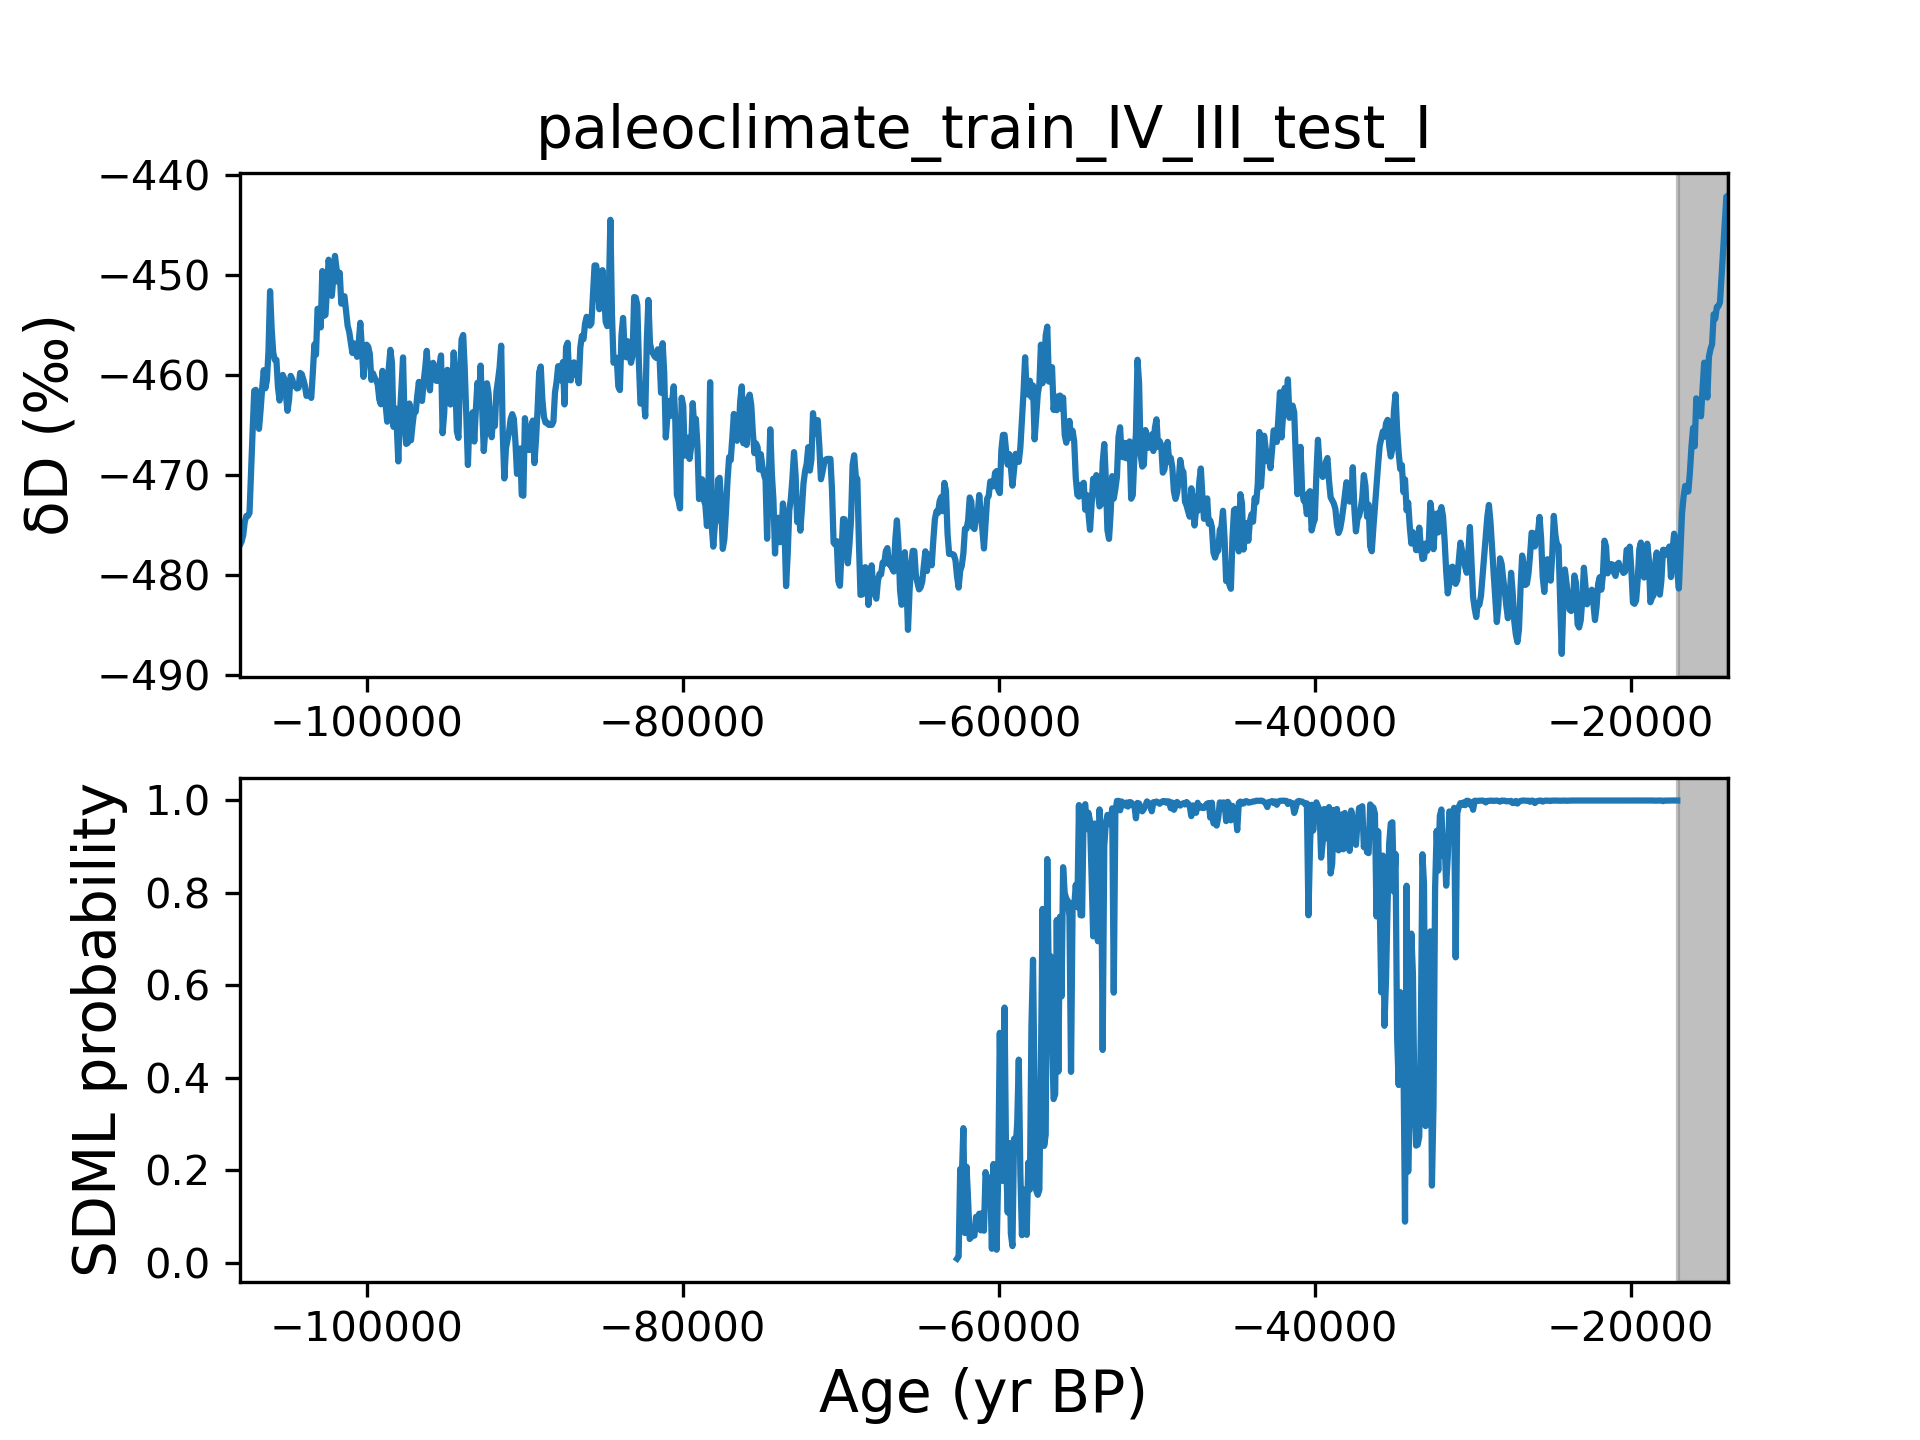 paleoclimate_train_IV_III_test_I
−440
−450
−460
−470
−480
−490
δD (‰)
−100000 −80000 −60000 −40000 −20000
1.0
0.8
0.6
0.4
0.2
0.0
SDML probability
−100000 −80000 −60000 −40000 −20000
Age (yr BP)